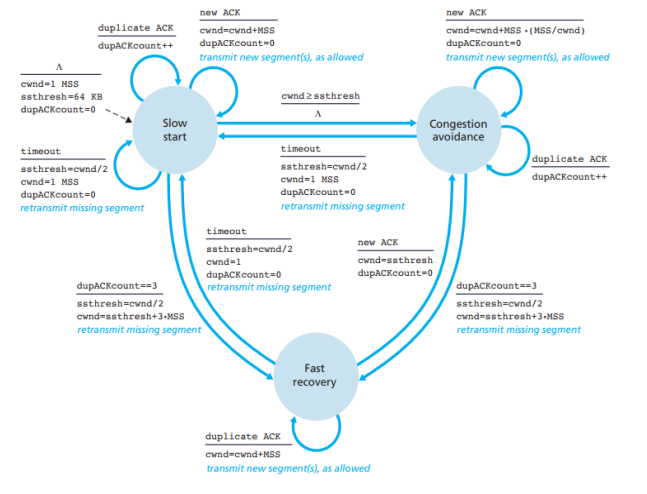 new ACK
cwnd=cwnd+MSS
dupACKcount=0
transmit new segment(s), as allowed
new ACK
cwnd=cwnd+MSS •(MSS/cwnd)
dupACKcount=0
transmit new segment(s), as allowed
duplicate ACK
dupACKcount++
Λ
cwnd=1 MSS
ssthresh=64 KB
dupACKcount=0
cwnd≥ssthresh
Λ
Slow
start
Congestion
avoidance
timeout
ssthresh=cwnd/2
cwnd=1 MSS
dupACKcount=0
retransmit missing segment
timeout
ssthresh=cwnd/2
cwnd=1 MSS
dupACKcount=0
retransmit missing segment
duplicate ACK
dupACKcount++
timeout
ssthresh=cwnd/2
cwnd=1
dupACKcount=0
retransmit missing segment
new ACK
cwnd=ssthresh
dupACKcount=0
dupACKcount==3
ssthresh=cwnd/2
cwnd=ssthresh+3•MSS
retransmit missing segment
dupACKcount==3
ssthresh=cwnd/2
cwnd=ssthresh+3•MSS
retransmit missing segment
Fast
recovery
duplicate ACK
cwnd=cwnd+MSS
transmit new segment(s), as allowed